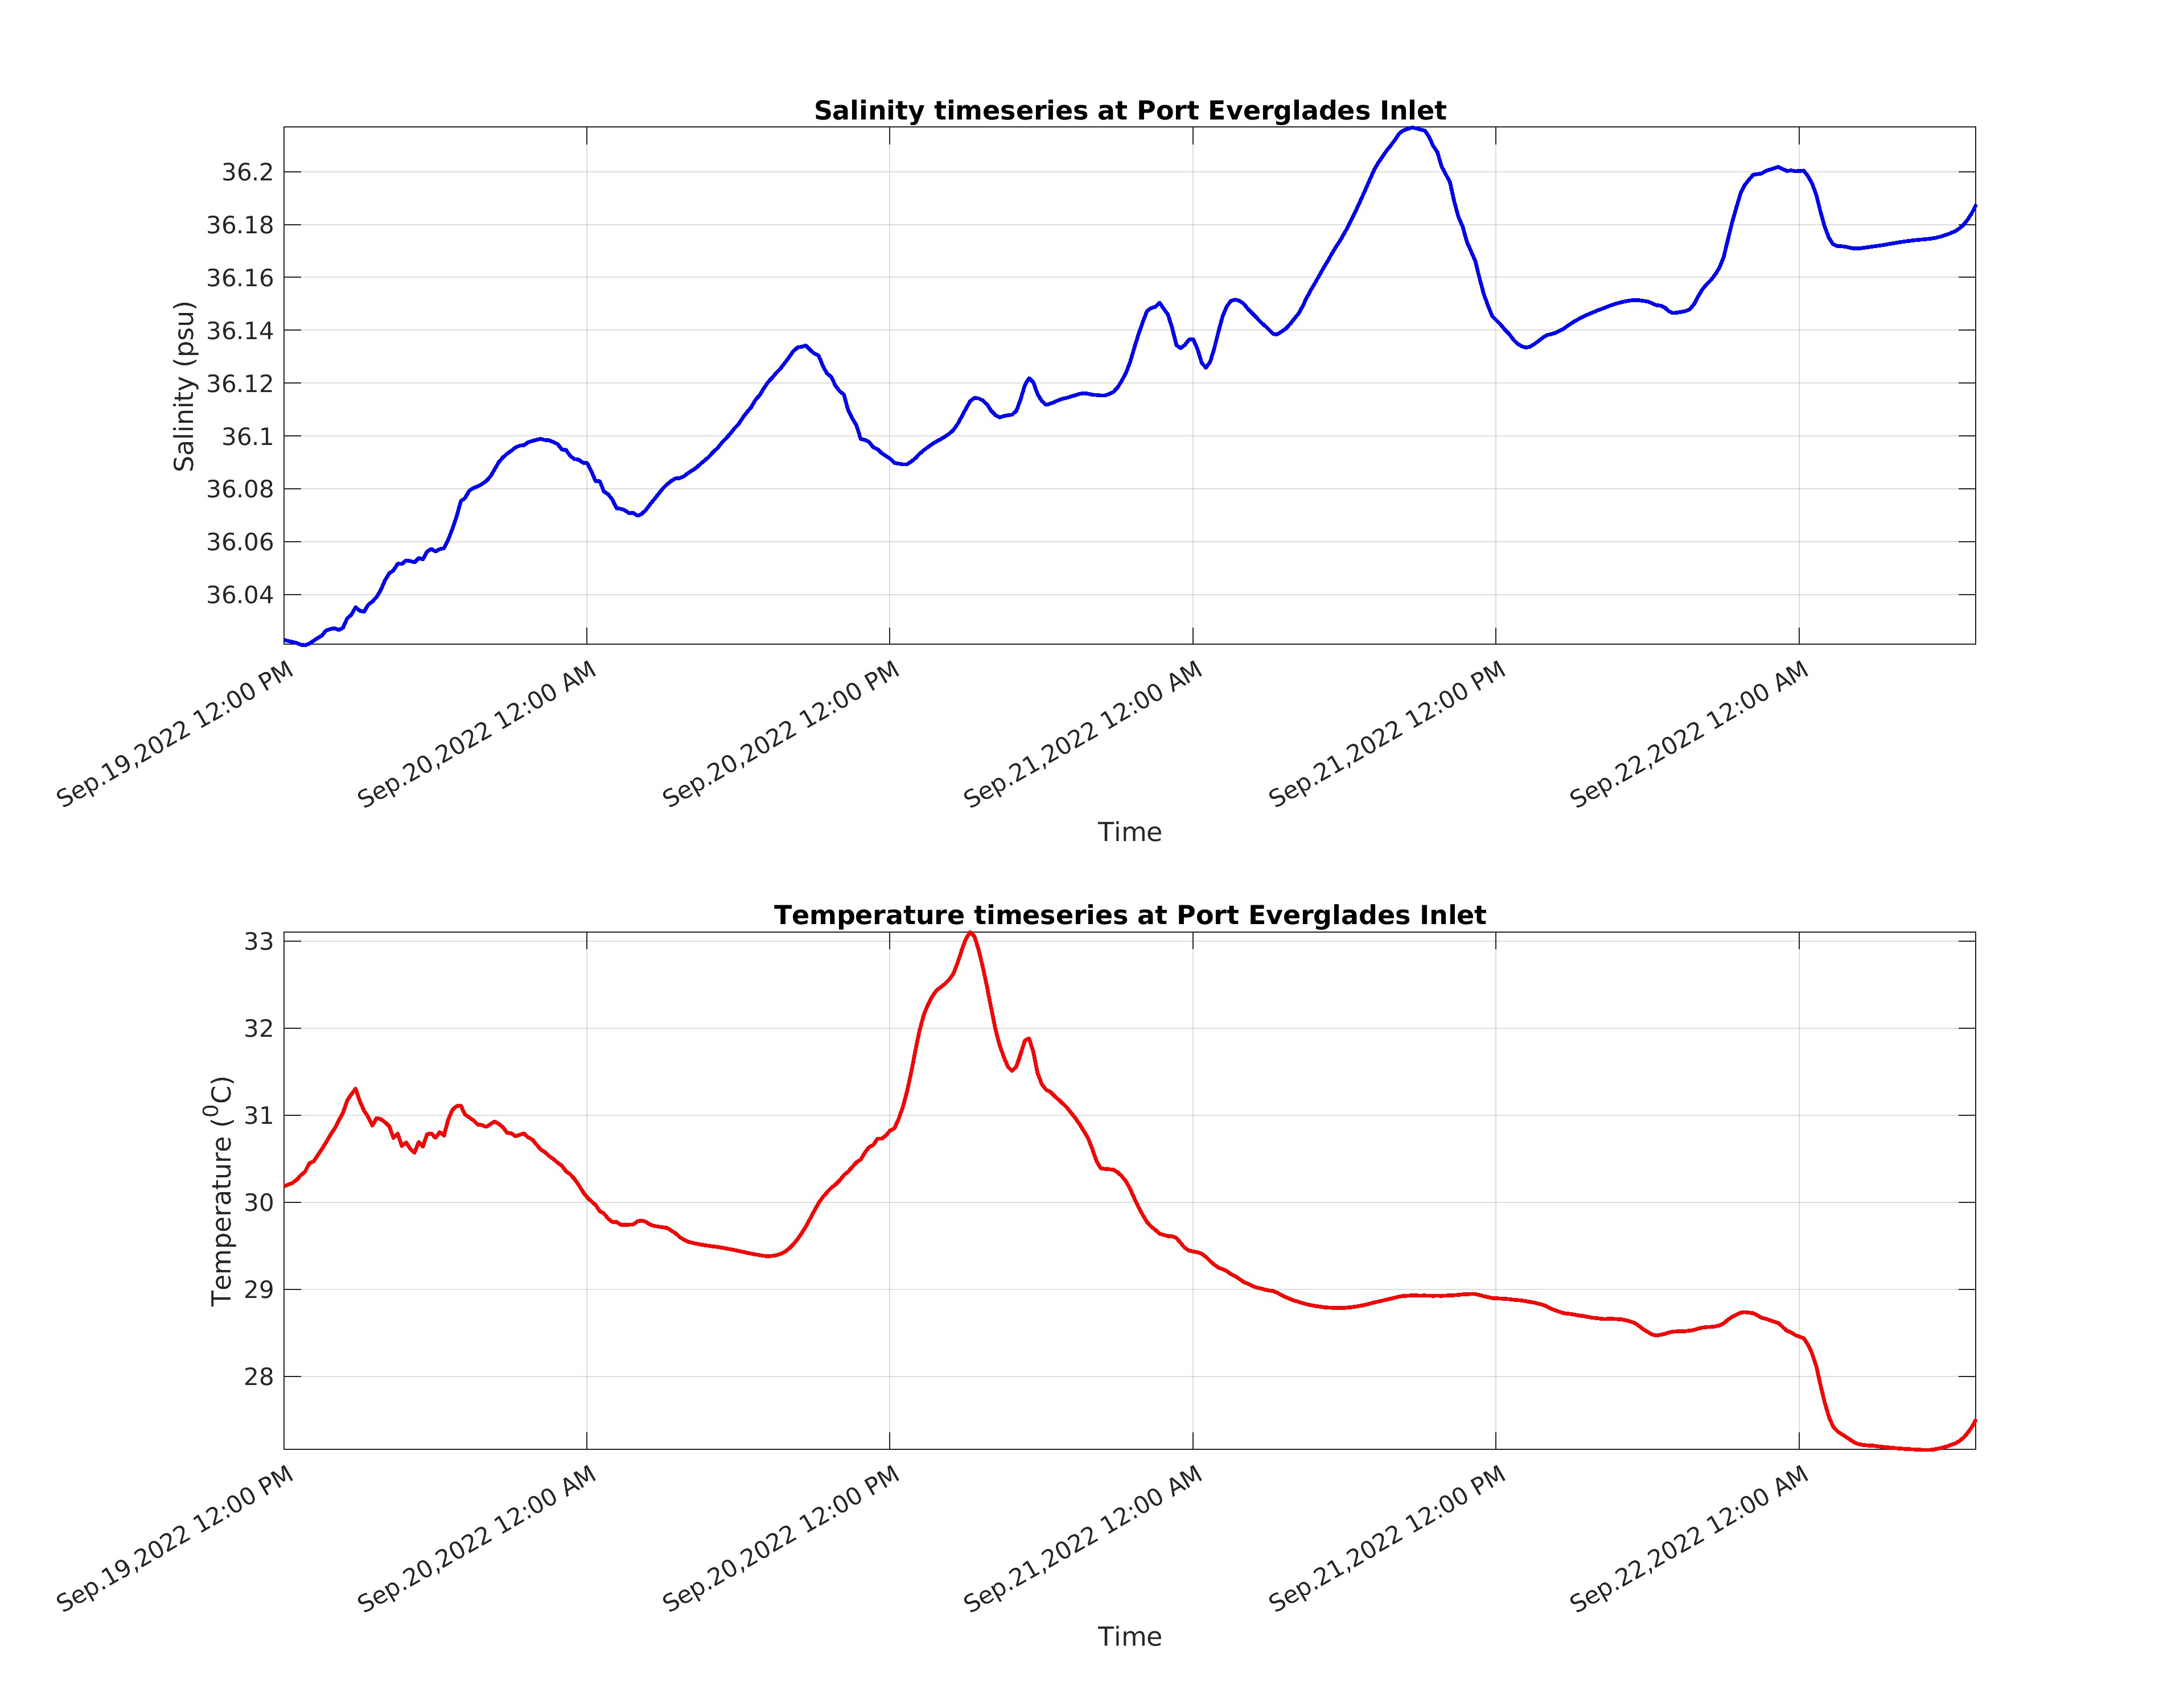 Salinity timeseries at Port Everglades Inlet
Salinity (psu)
36.2
36.18
36.16
36.14
36.12
36.1
36.08
36.06
36.04
Sep.19,2022 12:00 PM
Sep.20,2022 12:00 AM
Sep.20,2022 12:00 PM
Sep.21,2022 12:00 AM
Sep.21,2022 12:00 PM
Sep.22,2022 12:00 AM
Time
Temperature timeseries at Port Everglades Inlet
Temperature (⁰C)
33
32
31
30
29
28
Sep.19,2022 12:00 PM
Sep.20,2022 12:00 AM
Sep.20,2022 12:00 PM
Sep.21,2022 12:00 AM
Sep.21,2022 12:00 PM
Sep.22,2022 12:00 AM
Time